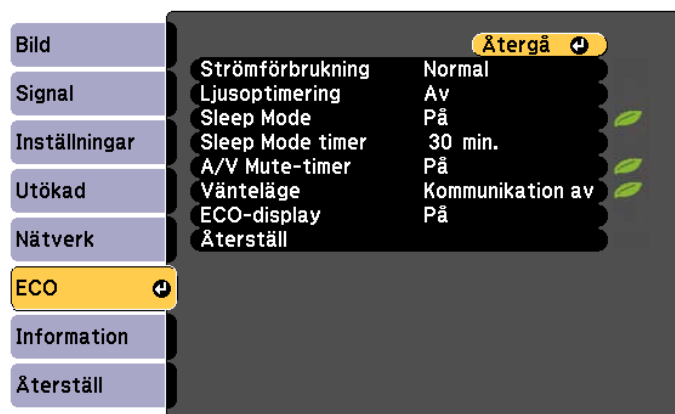 Bild
Signal
Inställningar
Utökad
Nätverk
ECO
Information
Återställ
Återgå
Strömförbrukning Normal
Ljusoptimering Av
Sleep Mode På
Sleep Mode timer 30 min.
A/V Mute-timer På
Vänteläge Kommunikation av
ECO-display På
Återställ